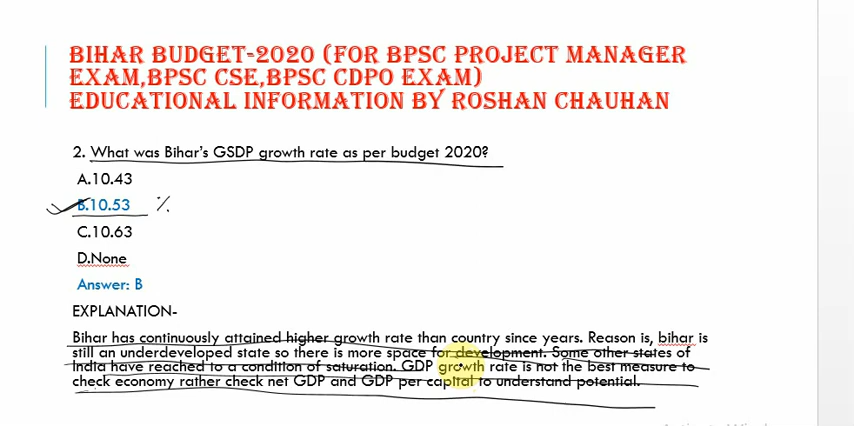 BIHAR BUDGET-2020 (FOR BPSC PROJECT MANAGER
EXAM,BPSC CSE,BPSC CDPO EXAM)
EDUCATIONAL INFORMATION BY ROSHAN CHAUHAN
2. What was Bihar's GSDP growth rate as per budget 2020?
A.10.43
B.10.53 %
C.10.63
D.None
Answer: B
EXPLANATION-
Bihar has continuously attained higher growth rate than country since years. Reason is, bihar is
still an underdeveloped state so there is more space for development. Some other states of
India have reached to a condition of saturation. GDP growth rate is not the best measure to
check economy rather check net GDP and GDP per capital to understand potential.